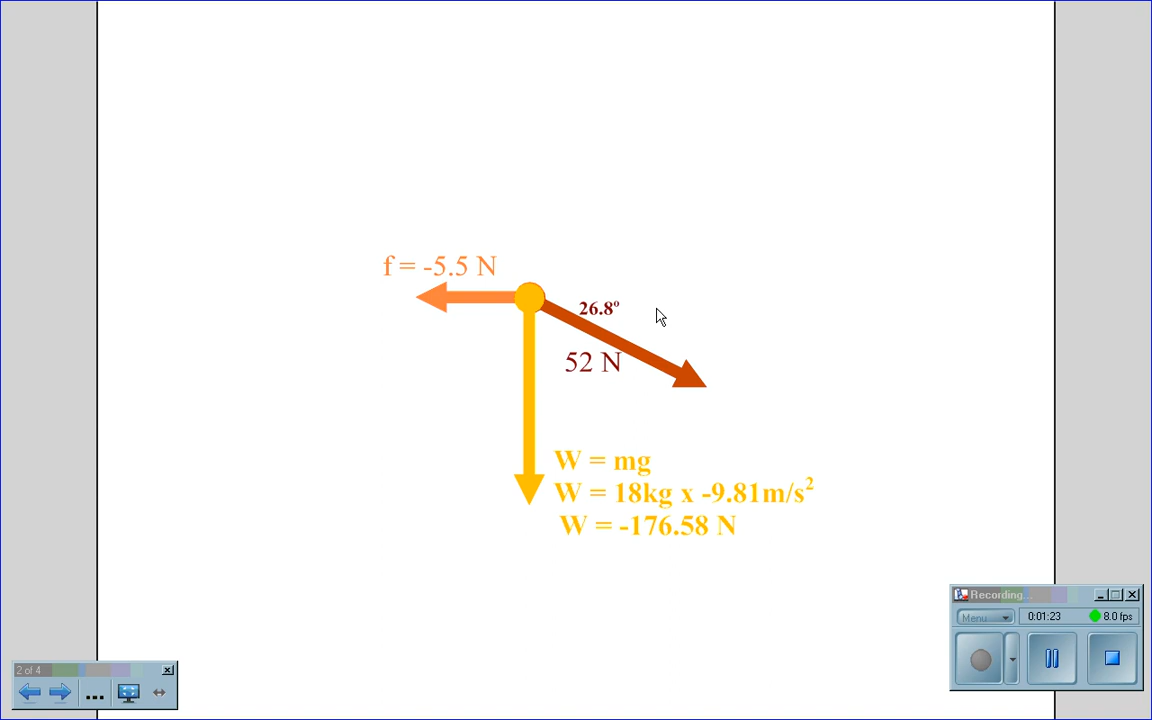 f = -5.5 N
26.8º
52 N
W = mg
W = 18kg x -9.81m/s²
W = -176.58 N
Recording...
Menu
0:01:23
8.0 fps
2 of 4
...